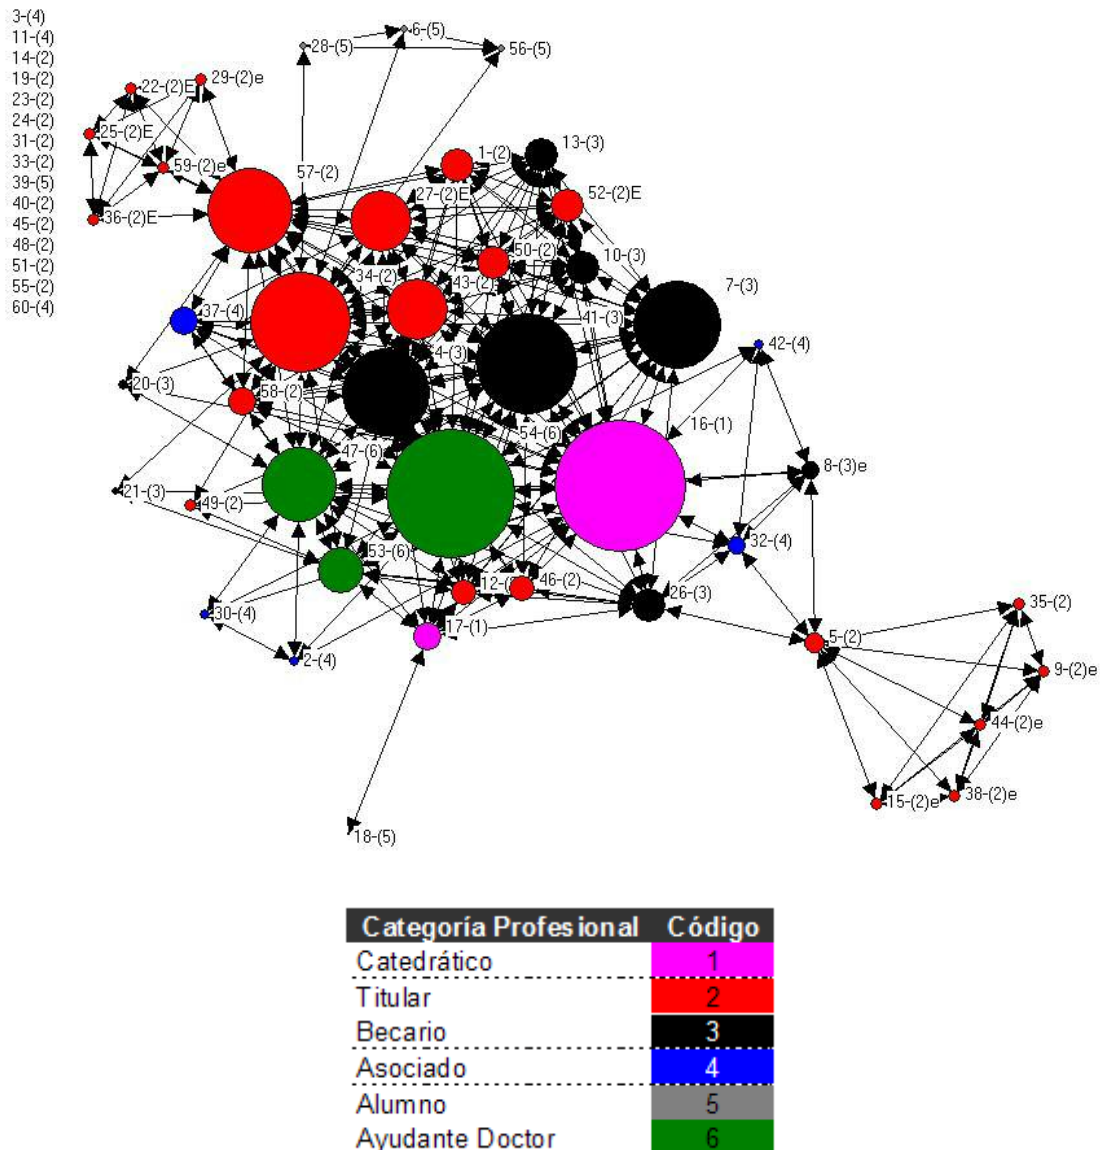 3-(4)
11-(4)
14-(2)
19-(2)
23-(2)
24-(2)
31-(2)
33-(2)
39-(5)
40-(2)
45-(2)
48-(2)
51-(2)
55-(2)
60-(4)
6-(5)
28-(5)
56-(5)
29-(2)e
22-(2)E
25-(2)E
59-(2)e
36-(2)E
57-(2)
1-(2)
13-(3)
27-(2)E
52-(2)E
50-(2)
10-(3)
34-(2)
43-(2)
7-(3)
37-(4)
41-(3)
42-(4)
4-(3)
20-(3)
58-(2)
16-(1)
54-(6)
47-(6)
8-(3)e
21-(3)
49-(2)
32-(4)
53-(6)
12-(
46-(2)
26-(3)
30-(4)
17-(1)
5-(2)
35-(2)
2-(4)
9-(2)e
44-(2)e
38-(2)e
15-(2)e
18-(5)
Categoría Profesional Código
Catedrático 1
Titular 2
Becario 3
Asociado 4
Alumno 5
Ayudante Doctor 6